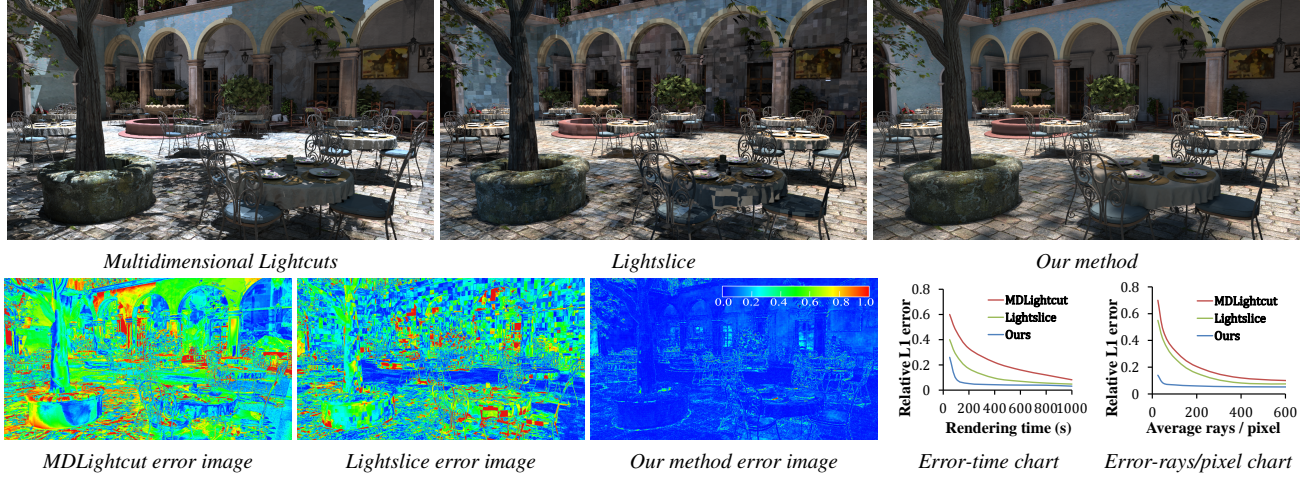 Multidimensional Lightcuts
Lightslice
Our method
0.0 0.2 0.4 0.6 0.8 1.0
MDLightcut error image
Lightslice error image
Our method error image
Relative L1 error
0.8
0.6
0.4
0.2
0
MDLightcut
Lightslice
Ours
0 200 400 600 800 1000
Rendering time (s)
Error-time chart
Relative L1 error
0.8
0.6
0.4
0.2
0
MDLightcut
Lightslice
Ours
0 200 400 600
Average rays / pixel
Error-rays/pixel chart